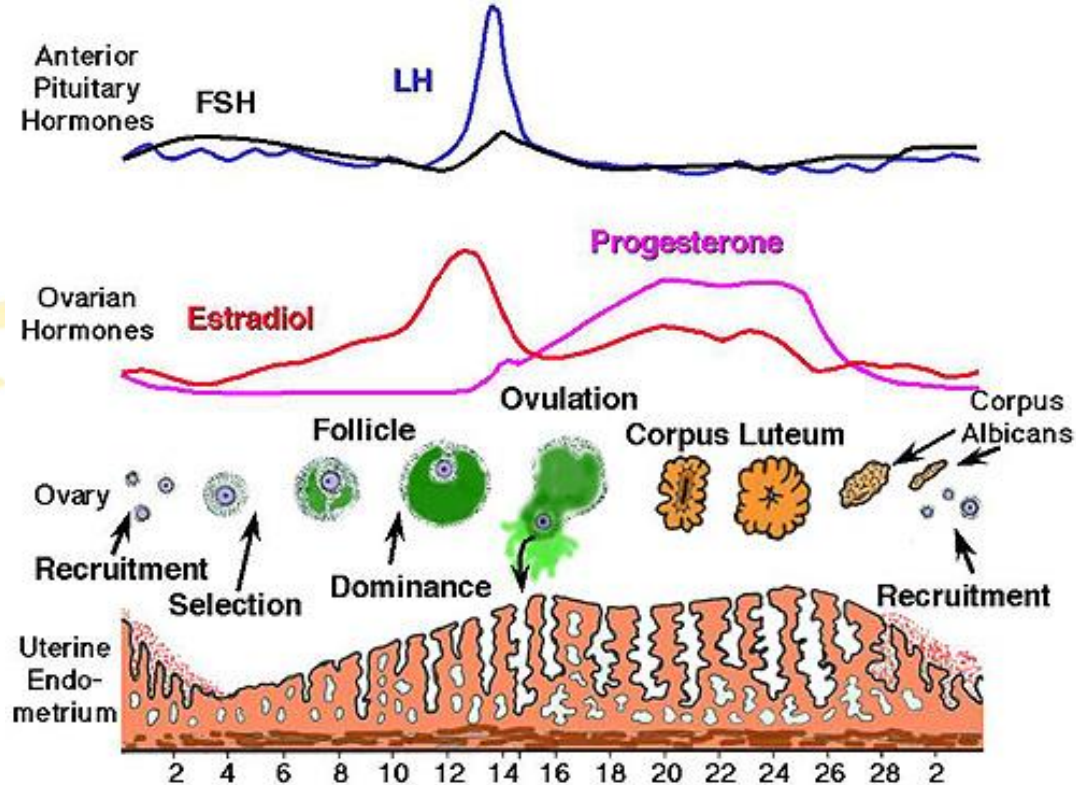 Anterior
Pituitary
Hormones
FSH
LH
Ovarian
Hormones
Estradiol
Progesterone
Ovulation
Follicle
Corpus Luteum
Corpus
Albicans
Ovary
Recruitment
Selection
Dominance
Recruitment
Uterine
Endo-
metrium
2 4 6 8 10 12 14 16 18 20 22 24 26 28 2